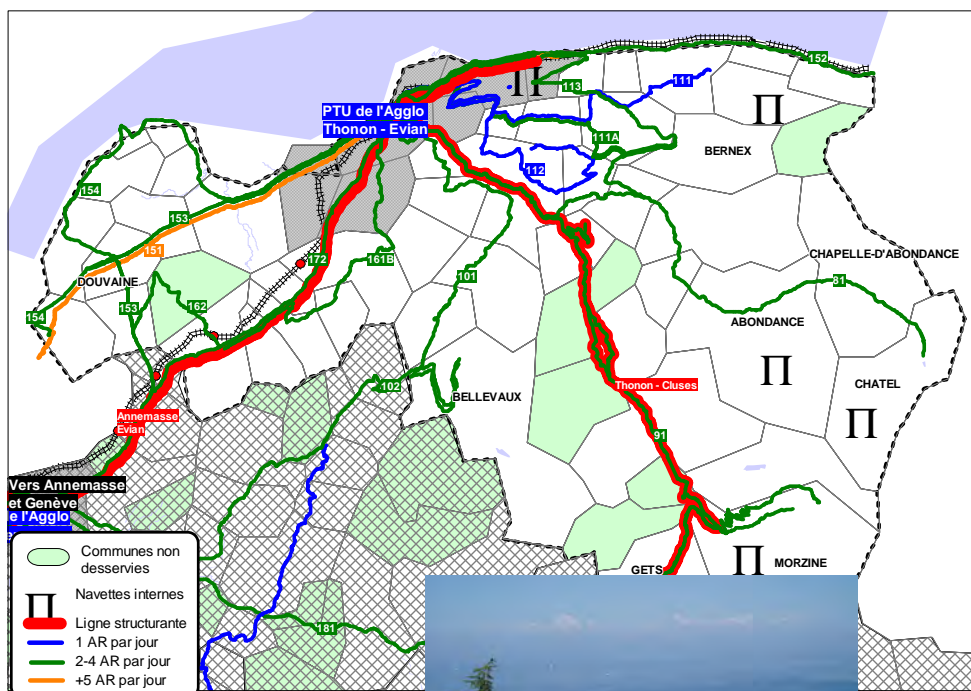 152
111
113
PTU de l'Agglo
Thonon - Evian
111A
BERNEX
112
154
153
151
172
161B
101
CHAPELLE-D'ABONDANCE
81
DOUVAINE
153
162
154
ABONDANCE
102
BELLEVAUX
Thonon - Cluses
CHATEL
Annemasse
Evian
91
Vers Annemasse
et Genève
de l'Agglo
GETS
MORZINE
181
Communes non
desservies
Navettes internes
Ligne structurante
1 AR par jour
2-4 AR par jour
+5 AR par jour